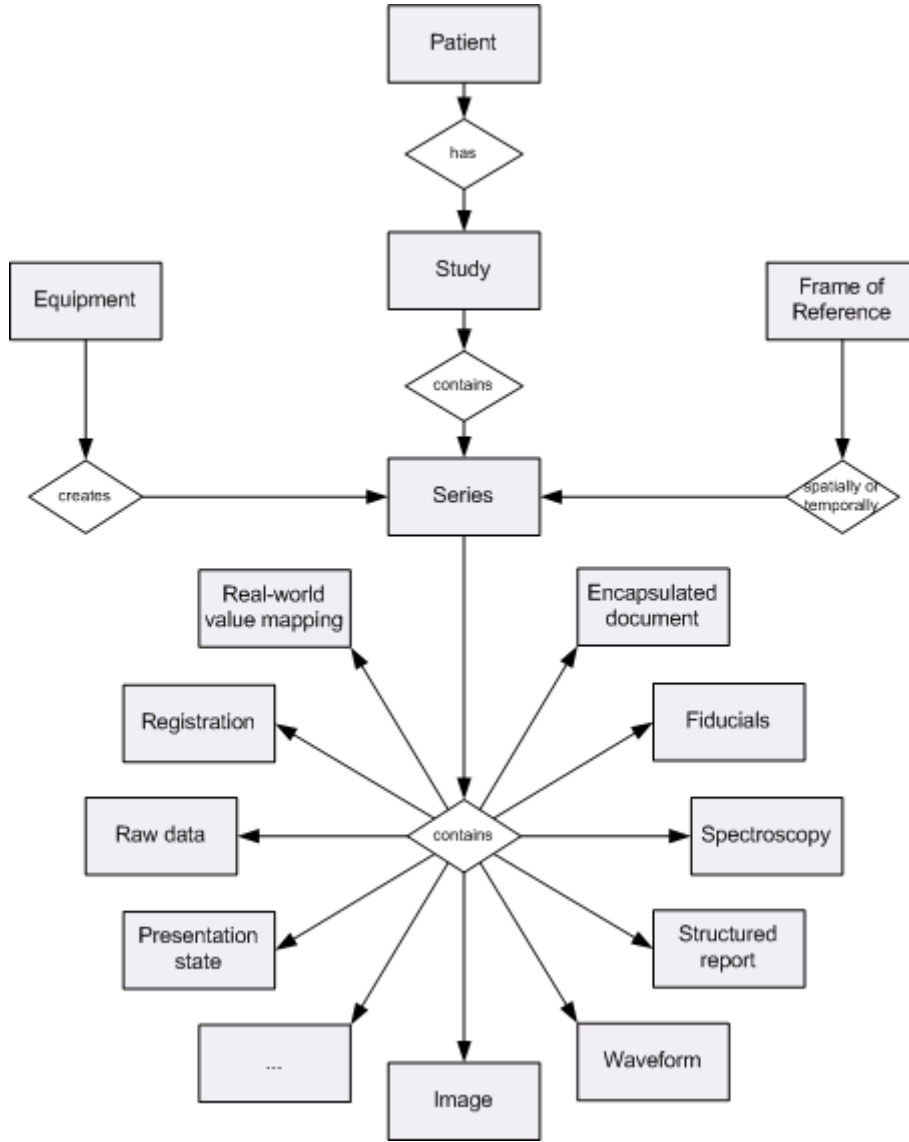 Patient
has
Study
Equipment
Frame of
Reference
contains
creates
Series
spatially or
temporally
Real-world
value mapping
Encapsulated
document
Registration
Fiducials
Raw data
contains
Spectroscopy
Presentation
state
Structured
report
...
Waveform
Image